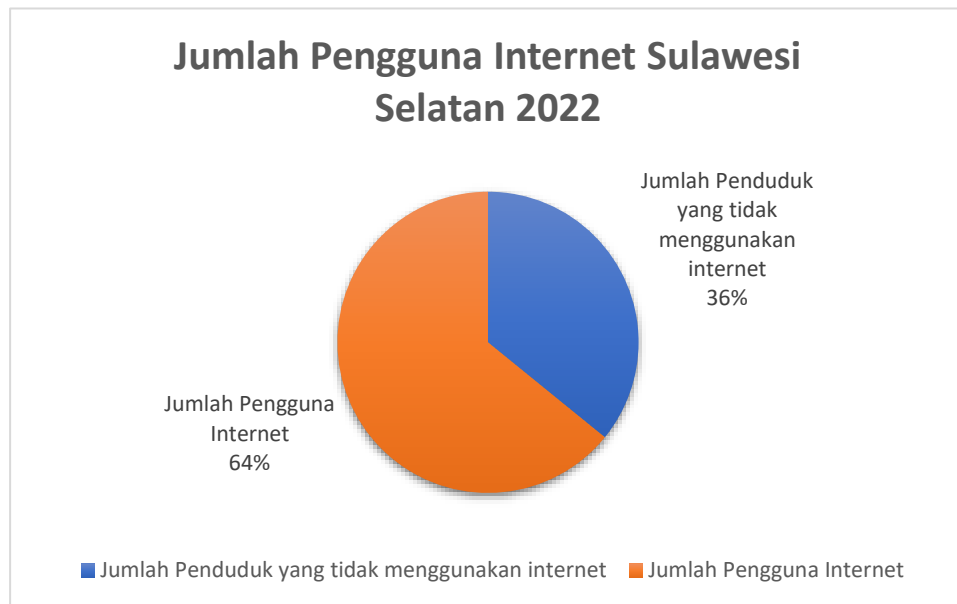 Jumlah Pengguna Internet Sulawesi
Selatan 2022
Jumlah Penduduk
yang tidak
menggunakan
internet
36%
Jumlah Pengguna
Internet
64%
Jumlah Penduduk yang tidak menggunakan internet
Jumlah Pengguna Internet